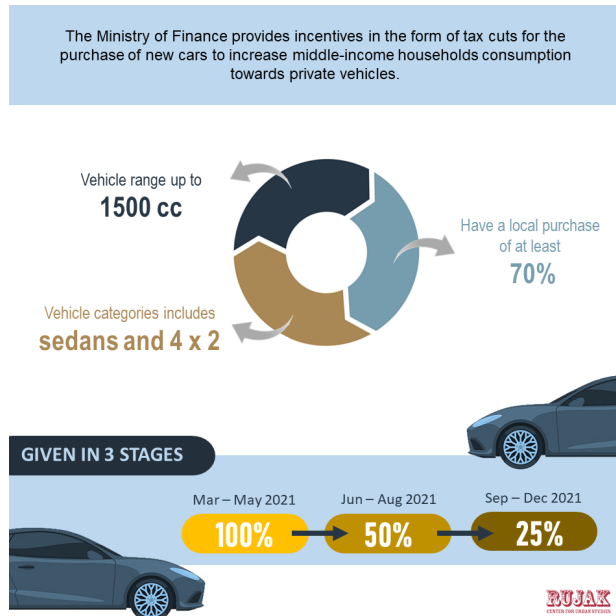 The Ministry of Finance provides incentives in the form of tax cuts for the
purchase of new cars to increase middle-income households consumption
towards private vehicles.
Vehicle range up to
1500 cc
Have a local purchase
of at least
70%
Vehicle categories includes
sedans and 4 x 2
GIVEN IN 3 STAGES
Mar – May 2021
Jun – Aug 2021
Sep – Dec 2021
100%
50%
25%
RUJAK
CENTER FOR URBAN STUDIES